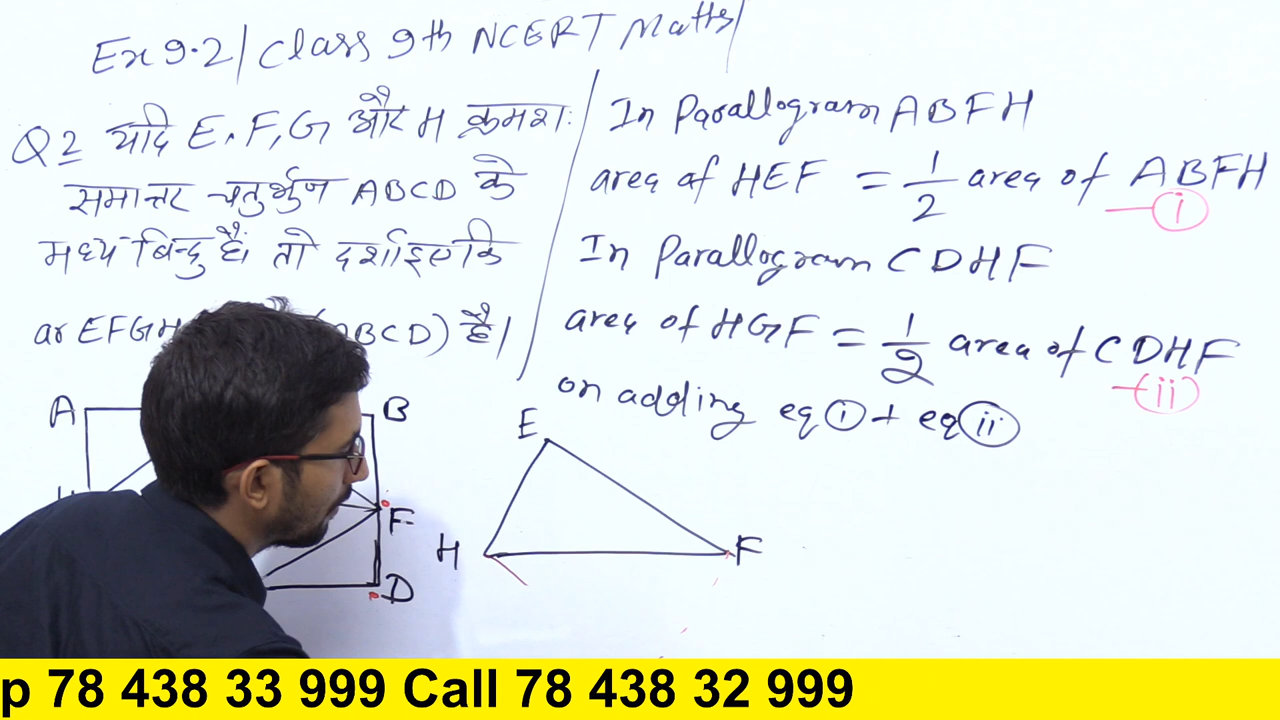 Ex 9.2/ Class 9th NCERT Maths/
Q2 यदि E, F, G और H क्रमशः
समान्तर चतुर्भुज ABCD के
मध्य बिन्दु है। तो दर्शाइए कि
ar EFGH (ABCD) है।
A B
F
D
In Parallogram ABFH
area of HEF = 1/2 area of ABFH
(i)
In Parallogram CDHF
area of HGF = 1/2 area of CDHF
(ii)
on adding eq (i) + eq (ii)
E
H F
p 78 438 33 999 Call 78 438 32 999